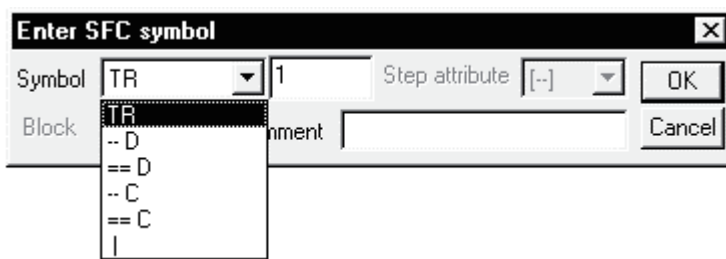 Enter SFC symbol
Symbol TR 1 Step attribute [--] OK
Block TR mment Cancel
-- D
== D
-- C
== C
|